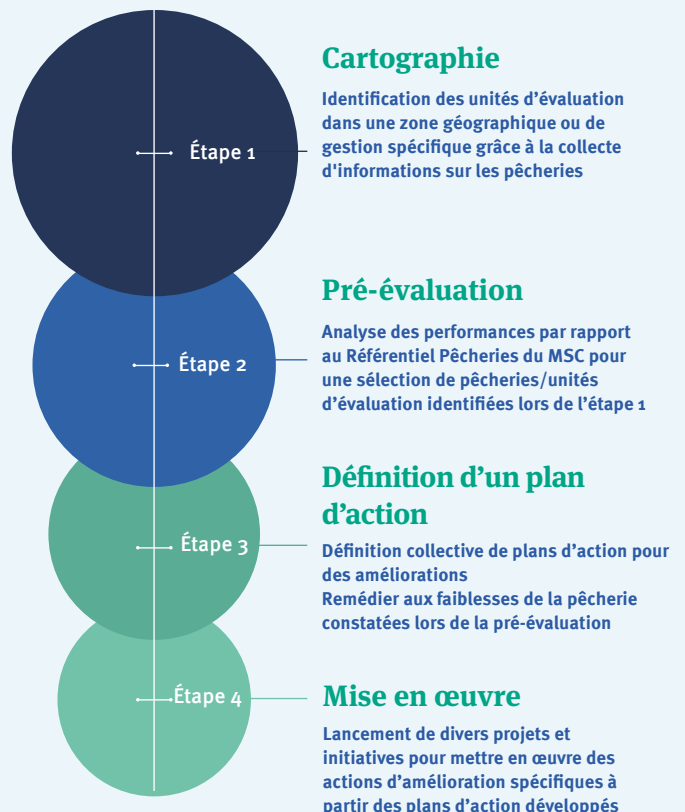 Cartographie
Étape 1
Identification des unités d'évaluation
dans une zone géographique ou de
gestion spécifique grâce à la collecte
d'informations sur les pêcheries
Pré-évaluation
Étape 2
Analyse des performances par rapport
au Référentiel Pêcheries du MSC pour
une sélection de pêcheries/unités
d'évaluation identifiées lors de l'étape 1
Définition d'un plan
d'action
Étape 3
Définition collective de plans d'action pour
des améliorations
Remédier aux faiblesses de la pêcherie
constatées lors de la pré-évaluation
Mise en œuvre
Étape 4
Lancement de divers projets et
initiatives pour mettre en œuvre des
actions d'amélioration spécifiques à
partir des plans d'action développés